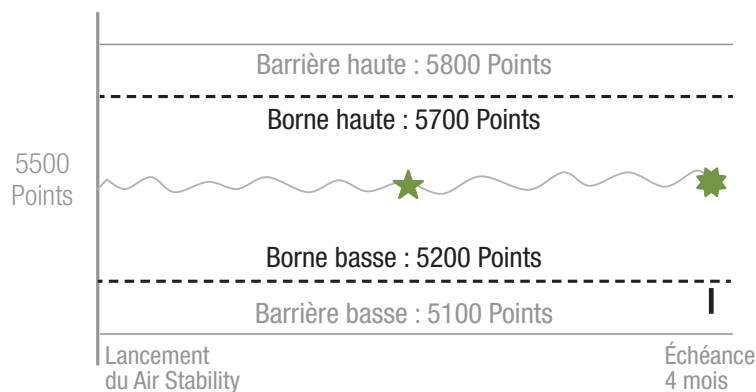 Barrière haute : 5800 Points
Borne haute : 5700 Points
5500
Points
Borne basse : 5200 Points
Barrière basse : 5100 Points
Lancement
du Air Stability
Échéance
4 mois